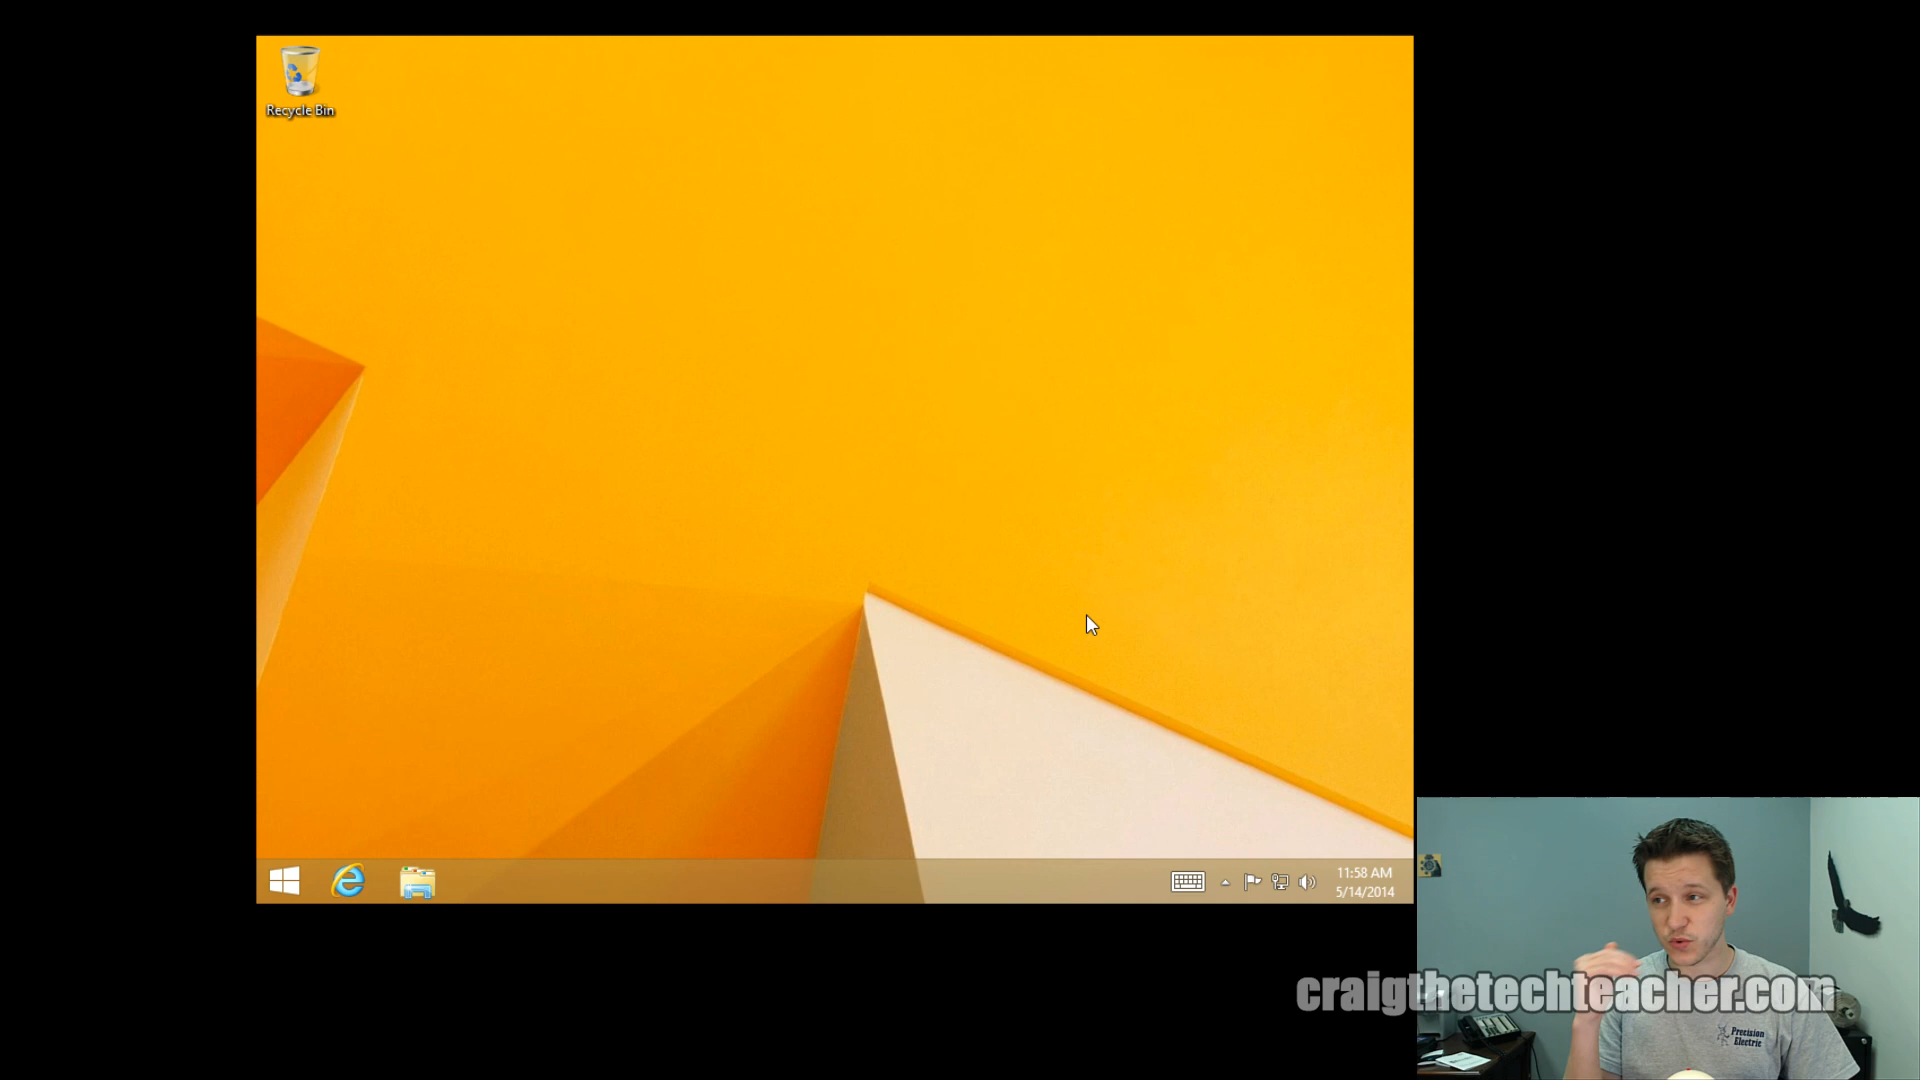 Recycle Bin
11:58 AM
5/14/2014
craigthetechteacher.com
Precision
Electric